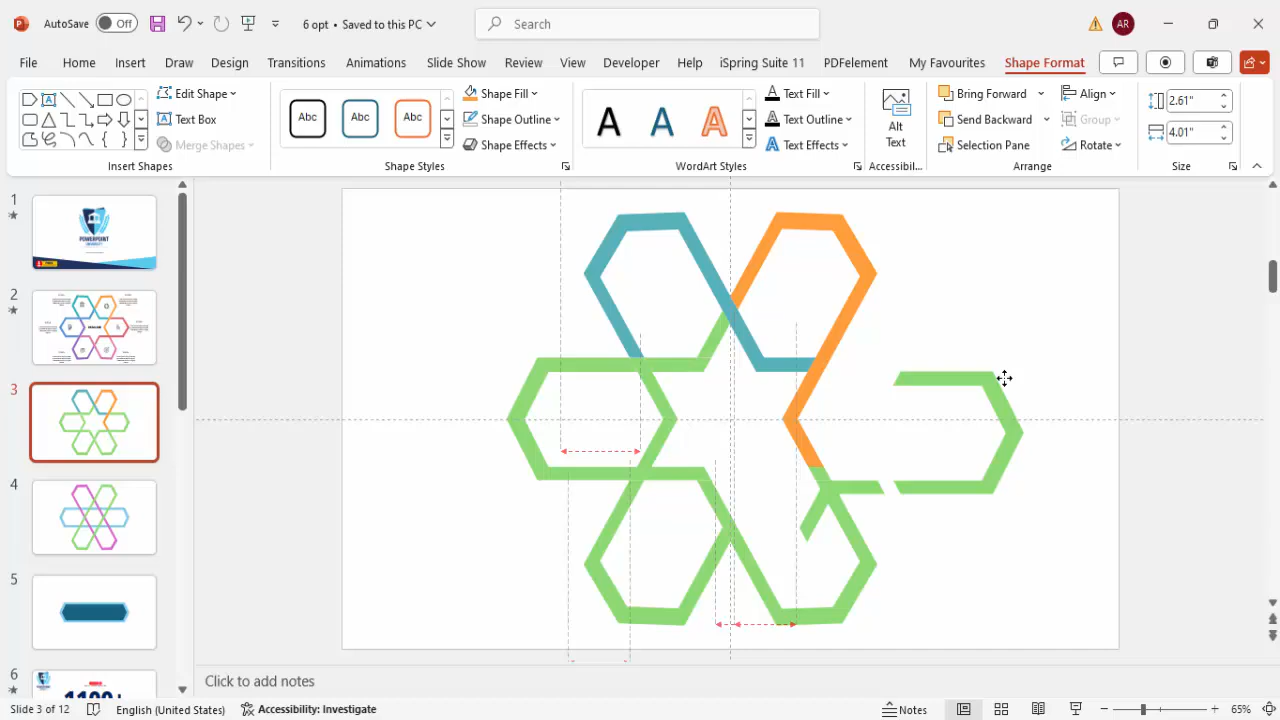 AutoSave Off 6 opt • Saved to this PC Search AR
File Home Insert Draw Design Transitions Animations Slide Show Review View Developer Help iSpring Suite 11 PDFelement My Favourites Shape Format
Edit Shape
Text Box
Merge Shapes
Insert Shapes
Abc Abc Abc
Shape Fill
Shape Outline
Shape Effects
Shape Styles
A A A
Text Fill
Text Outline
Text Effects
WordArt Styles
Alt
Text
Accessibil...
Bring Forward
Send Backward
Selection Pane
Align
Group
Rotate
Arrange
2.61"
4.01"
Size
1
POWERPOINT
UNIVERSITY
2
3
4
5
6
1100+
Click to add notes
Slide 3 of 12 English (United States) Accessibility: Investigate Notes 65%